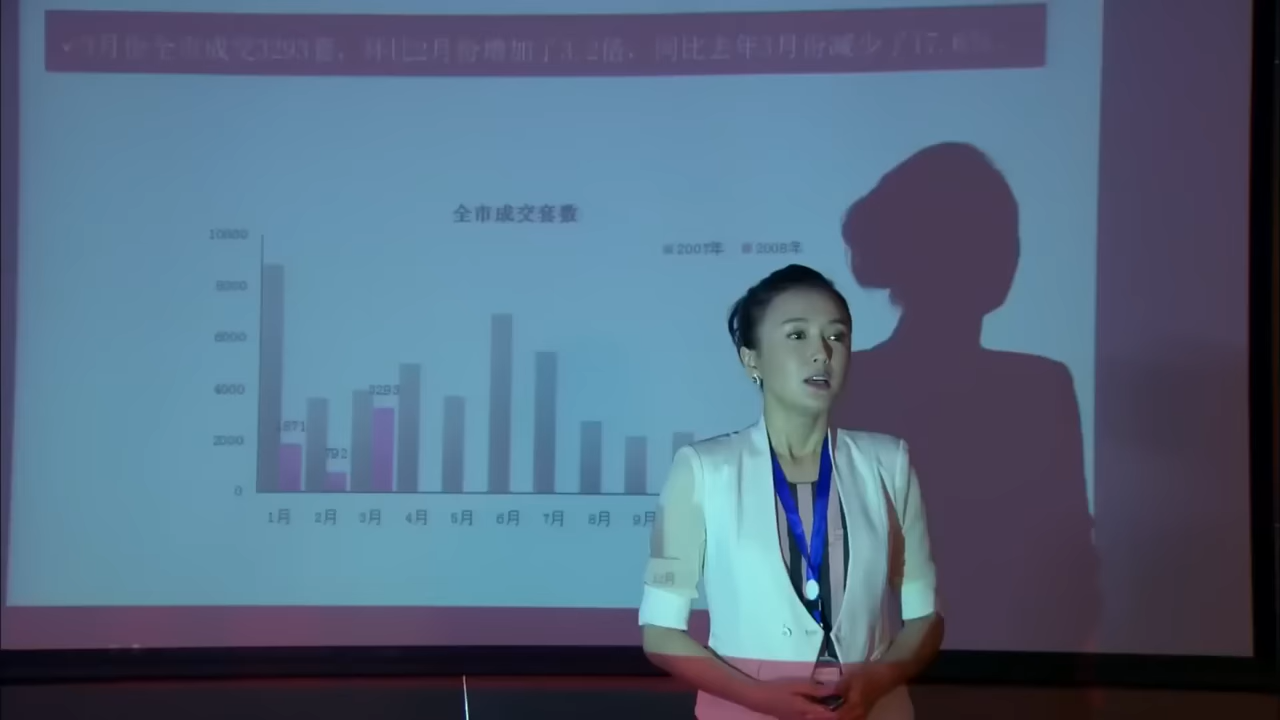 3月份全市成交3293套，环比2月份增加了3.2倍，同比去年3月份减少了17.6%
全市成交套数
10000
2007年 2008年
8000
6000
4000
3293
1871
2000
792
0
1月 2月 3月 4月 5月 6月 7月 8月 9月